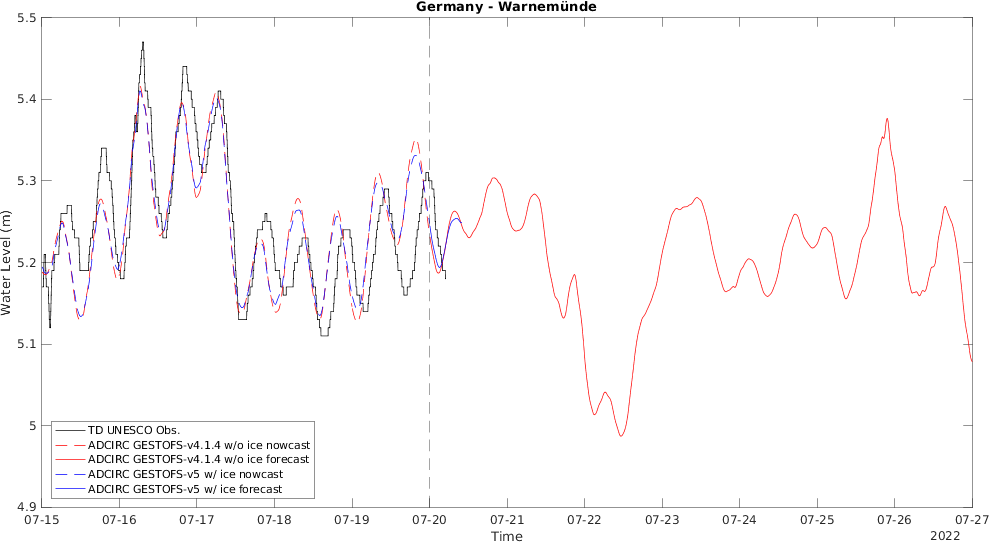 Germany - Warnemünde
Water Level (m)
5.5
5.4
5.3
5.2
5.1
5
4.9
TD UNESCO Obs.
ADCIRC GESTOFS-v4.1.4 w/o ice nowcast
ADCIRC GESTOFS-v4.1.4 w/o ice forecast
ADCIRC GESTOFS-v5 w/ ice nowcast
ADCIRC GESTOFS-v5 w/ ice forecast
07-15 07-16 07-17 07-18 07-19 07-20 07-21 07-22 07-23 07-24 07-25 07-26 07-27
Time
2022